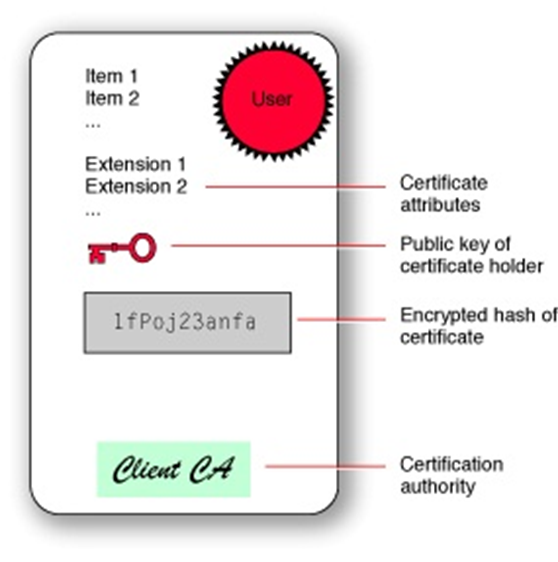 Item 1
Item 2
...
User
Extension 1
Extension 2
...
Certificate
attributes
Public key of
certificate holder
1fPoj23anfa
Encrypted hash of
certificate
Client CA
Certification
authority